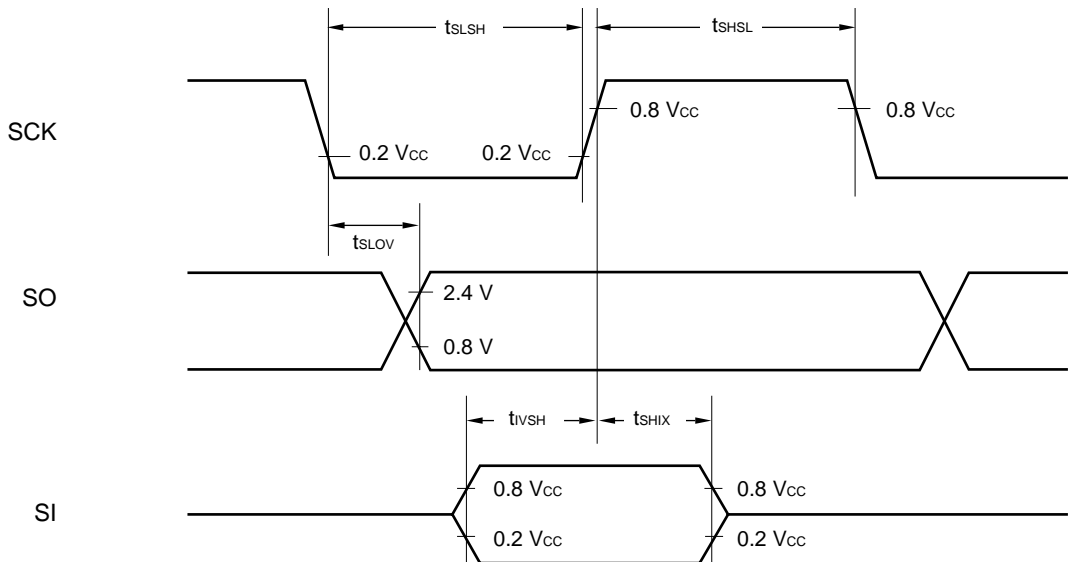 tSLSH
tSHSL
SCK
0.8 VCC
0.8 VCC
0.2 VCC
0.2 VCC
tSLOV
SO
2.4 V
0.8 V
tIVSH
tSHIX
SI
0.8 VCC
0.8 VCC
0.2 VCC
0.2 VCC